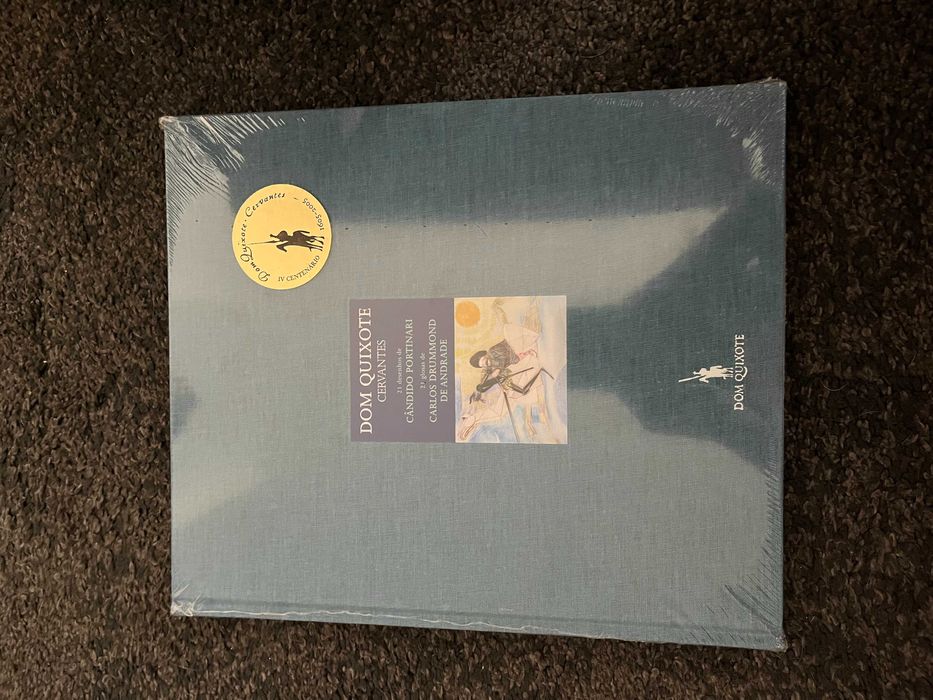 Dom Quixote · Cervantes – 1605-2005
IV CENTENÁRIO
DOM QUIXOTE
CERVANTES
21 desenhos de
CÂNDIDO PORTINARI
21 glosas de
CARLOS DRUMMOND
DE ANDRADE
DOM QUIXOTE